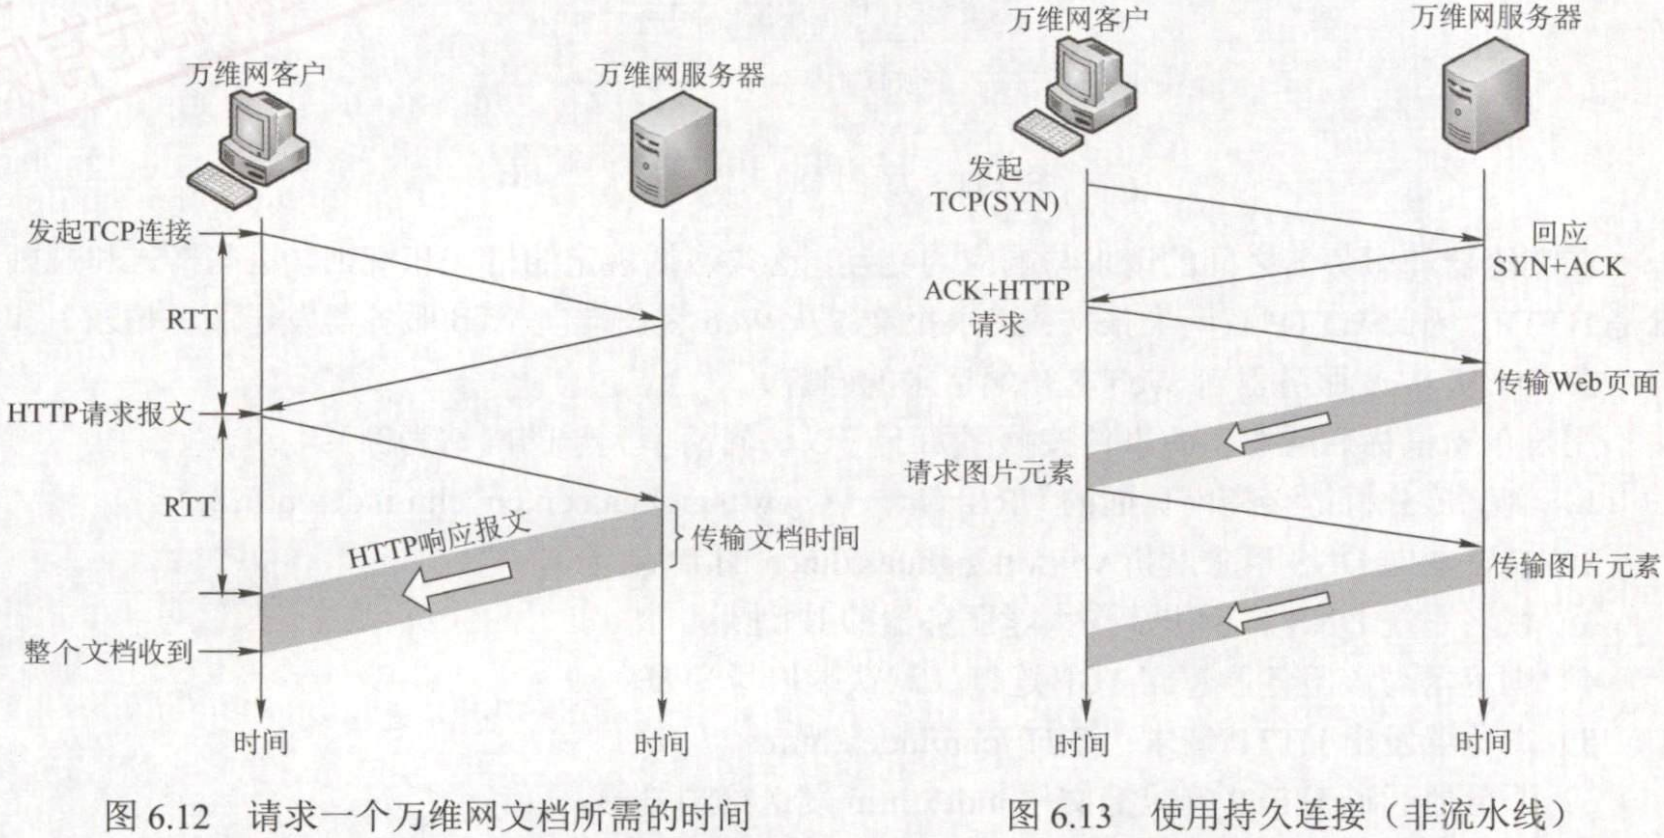 万维网客户
万维网服务器
发起TCP连接
RTT
HTTP请求报文
RTT
HTTP响应报文
传输文档时间
整个文档收到
时间
时间
图 6.12 请求一个万维网文档所需的时间
万维网客户
万维网服务器
发起
TCP(SYN)
回应
SYN+ACK
ACK+HTTP
请求
传输Web页面
请求图片元素
传输图片元素
时间
时间
图 6.13 使用持久连接（非流水线）